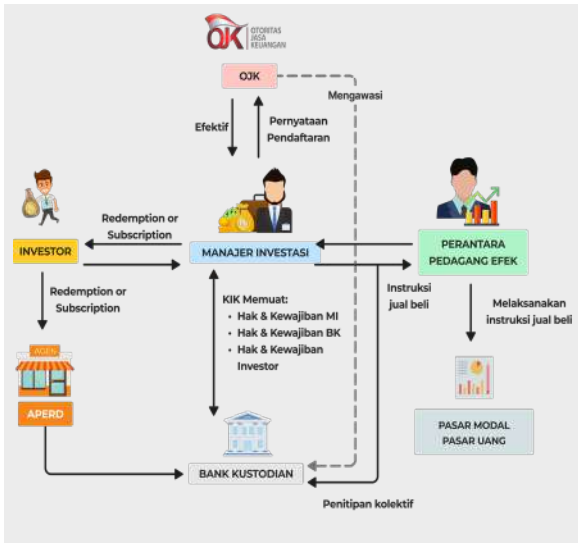 OJK
OTORITAS
JASA
KEUANGAN
OJK
Mengawasi
Efektif
Pernyataan
Pendaftaran
Redemption or
Subscription
INVESTOR
MANAJER INVESTASI
PERANTARA
PEDAGANG EFEK
Redemption or
Subscription
KIK Memuat:
• Hak & Kewajiban MI
• Hak & Kewajiban BK
• Hak & Kewajiban
Investor
Instruksi
jual beli
Melaksanakan
instruksi jual beli
AGEN
APERD
BANK KUSTODIAN
PASAR MODAL
PASAR UANG
Penitipan kolektif